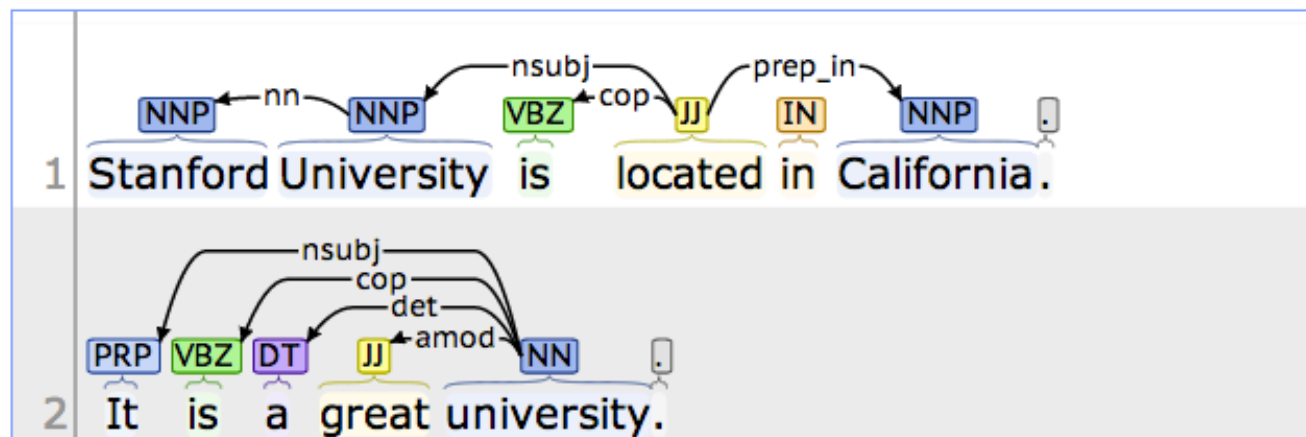 nsubj prep_in
nn cop
NNP NNP VBZ JJ IN NNP .
1 Stanford University is located in California.
nsubj
cop
det
amod
PRP VBZ DT JJ NN .
2 It is a great university.